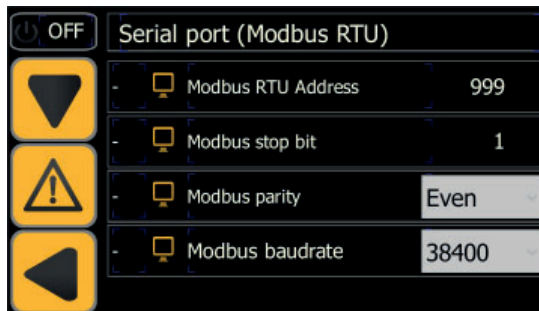 OFF
Serial port (Modbus RTU)
- Modbus RTU Address 999
- Modbus stop bit 1
- Modbus parity Even
- Modbus baudrate 38400